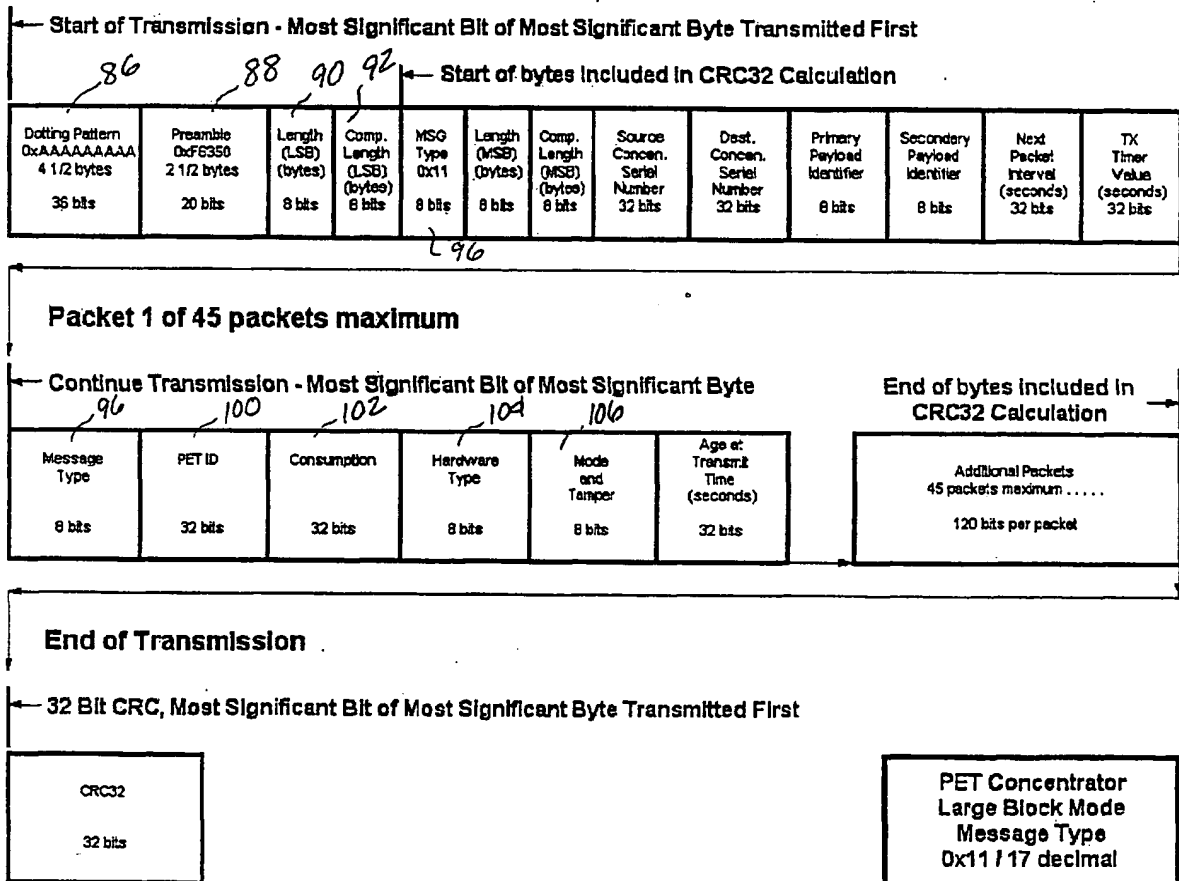 Start of Transmission - Most Significant Bit of Most Significant Byte Transmitted First
86
88
90
92
Start of bytes included in CRC32 Calculation
Dotting Pattern
0xAAAAAAAAA
4 1/2 bytes
36 bits
Preamble
0xF6350
2 1/2 bytes
20 bits
Length
(LSB)
(bytes)
8 bits
Comp.
Length
(LSB)
(bytes)
8 bits
MSG
Type
0x11
8 bits
Length
(MSB)
(bytes)
8 bits
Comp.
Length
(MSB)
(bytes)
8 bits
Source
Concen.
Serial
Number
32 bits
Dest.
Concen.
Serial
Number
32 bits
Primary
Payload
Identifier
8 bits
Secondary
Payload
Identifier
8 bits
Next
Packet
Interval
(seconds)
32 bits
TX
Timer
Value
(seconds)
32 bits
96
Packet 1 of 45 packets maximum
Continue Transmission - Most Significant Bit of Most Significant Byte
End of bytes included in
CRC32 Calculation
96
100
102
104
106
Message
Type
8 bits
PET ID
32 bits
Consumption
32 bits
Hardware
Type
8 bits
Mode
and
Tamper
8 bits
Age at
Transmit
Time
(seconds)
32 bits
Additional Packets
45 packets maximum . . . . .
120 bits per packet
End of Transmission
32 Bit CRC, Most Significant Bit of Most Significant Byte Transmitted First
CRC32
32 bits
PET Concentrator
Large Block Mode
Message Type
0x11 / 17 decimal